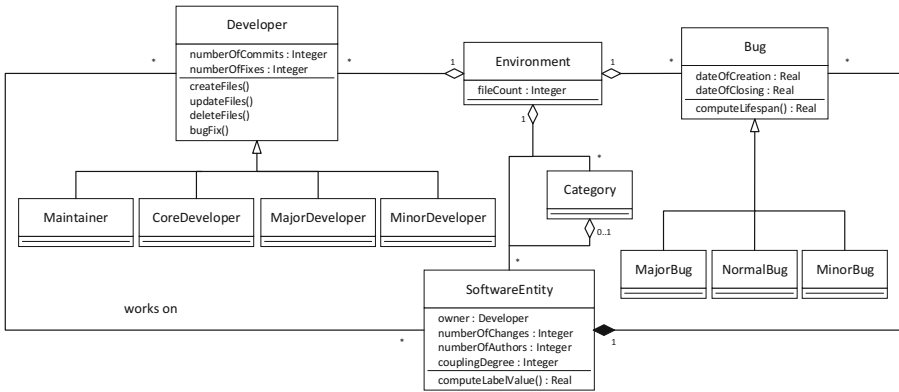 Developer
numberOfCommits : Integer
numberOfFixes : Integer
createFiles()
updateFiles()
deleteFiles()
bugFix()
Environment
fileCount : Integer
Bug
dateOfCreation : Real
dateOfClosing : Real
computeLifespan() : Real
*
*
1
1
*
*
1
*
Category
0..1
Maintainer
CoreDeveloper
MajorDeveloper
MinorDeveloper
MajorBug
NormalBug
MinorBug
*
SoftwareEntity
owner : Developer
numberOfChanges : Integer
numberOfAuthors : Integer
couplingDegree : Integer
computeLabelValue() : Real
works on
*
1